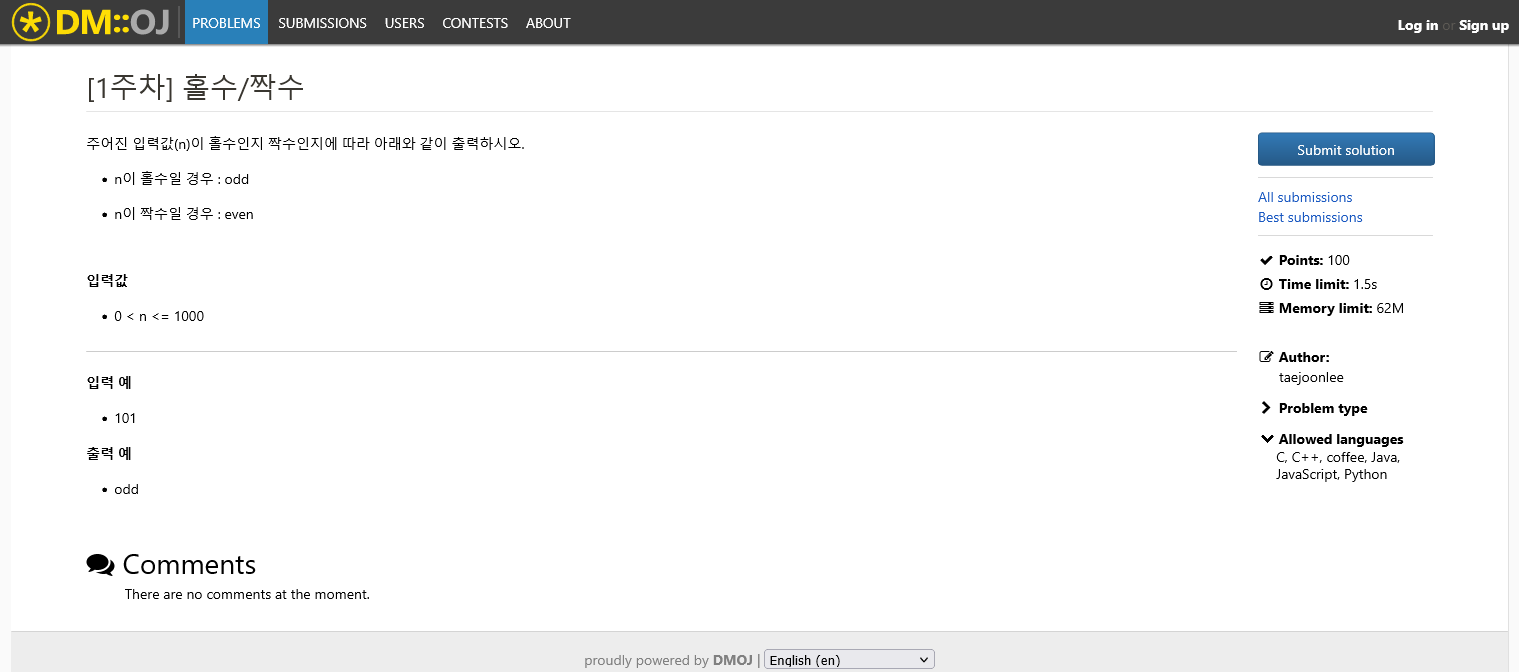 DM::OJ PROBLEMS SUBMISSIONS USERS CONTESTS ABOUT Log in or Sign up
[1주차] 홀수/짝수
주어진 입력값(n)이 홀수인지 짝수인지에 따라 아래와 같이 출력하시오.
• n이 홀수일 경우 : odd
• n이 짝수일 경우 : even
입력값
• 0 < n <= 1000
입력 예
• 101
출력 예
• odd
Submit solution
All submissions
Best submissions
Points: 100
Time limit: 1.5s
Memory limit: 62M
Author:
taejoonlee
Problem type
Allowed languages
C, C++, coffee, Java,
JavaScript, Python
Comments
There are no comments at the moment.
proudly powered by DMOJ | English (en)